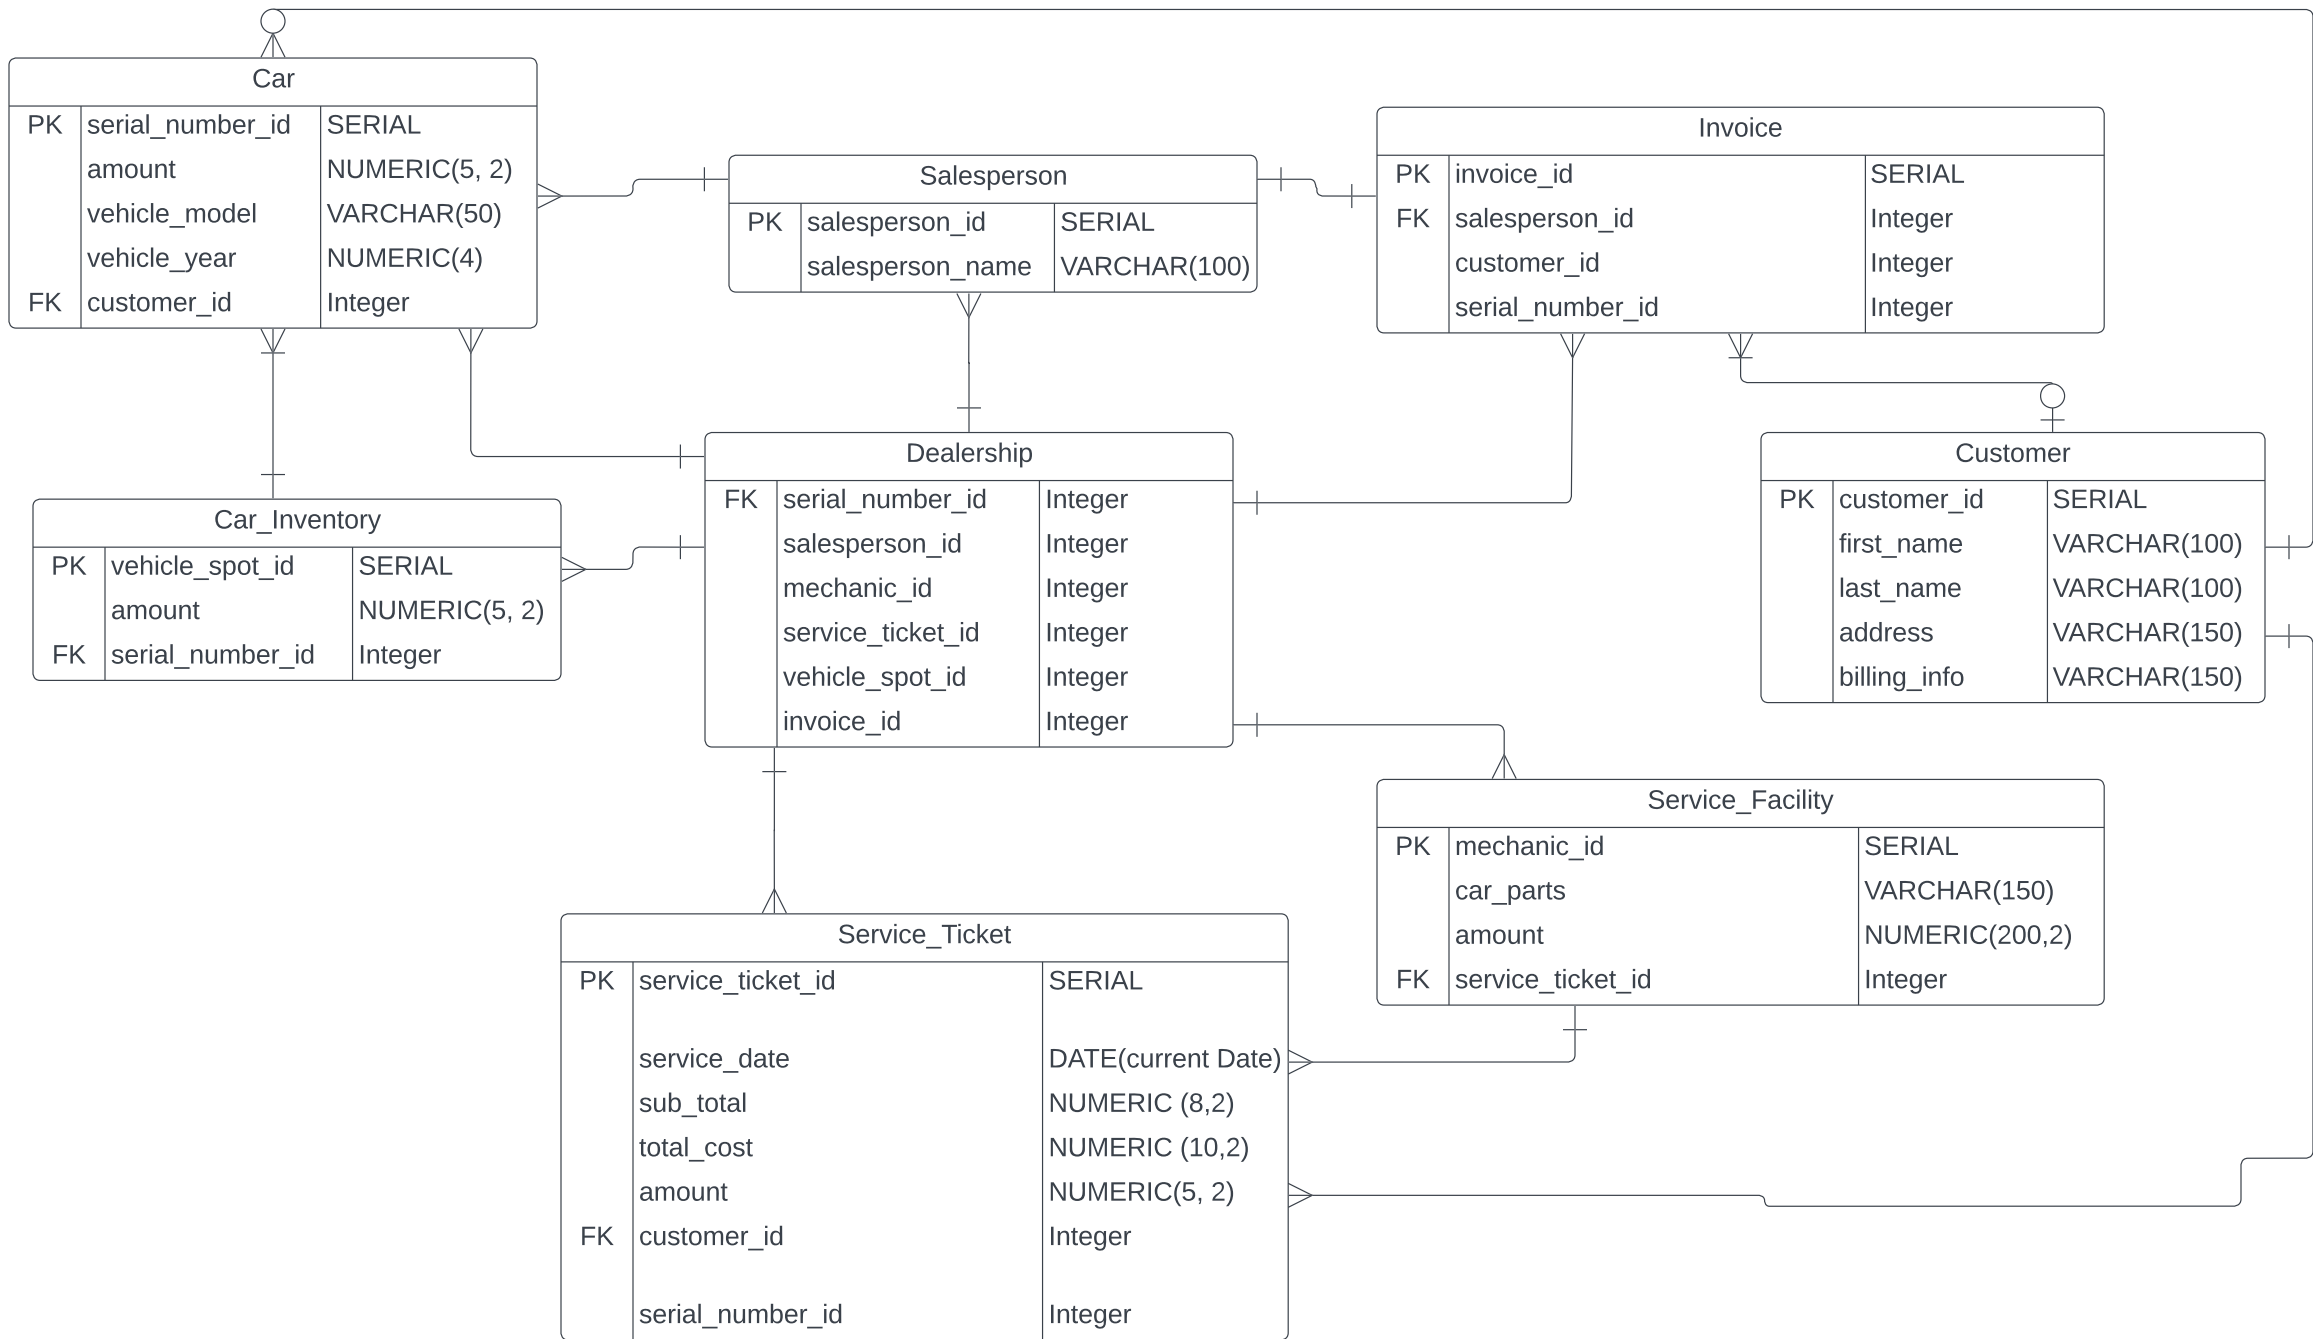 Car
PK serial_number_id SERIAL
amount NUMERIC(5, 2)
vehicle_model VARCHAR(50)
vehicle_year NUMERIC(4)
FK customer_id Integer
Salesperson
PK salesperson_id SERIAL
salesperson_name VARCHAR(100)
Invoice
PK invoice_id SERIAL
FK salesperson_id Integer
customer_id Integer
serial_number_id Integer
Car_Inventory
PK vehicle_spot_id SERIAL
amount NUMERIC(5, 2)
FK serial_number_id Integer
Dealership
FK serial_number_id Integer
salesperson_id Integer
mechanic_id Integer
service_ticket_id Integer
vehicle_spot_id Integer
invoice_id Integer
Customer
PK customer_id SERIAL
first_name VARCHAR(100)
last_name VARCHAR(100)
address VARCHAR(150)
billing_info VARCHAR(150)
Service_Facility
PK mechanic_id SERIAL
car_parts VARCHAR(150)
amount NUMERIC(200,2)
FK service_ticket_id Integer
Service_Ticket
PK service_ticket_id SERIAL
service_date DATE(current Date)
sub_total NUMERIC (8,2)
total_cost NUMERIC (10,2)
amount NUMERIC(5, 2)
FK customer_id Integer
serial_number_id Integer